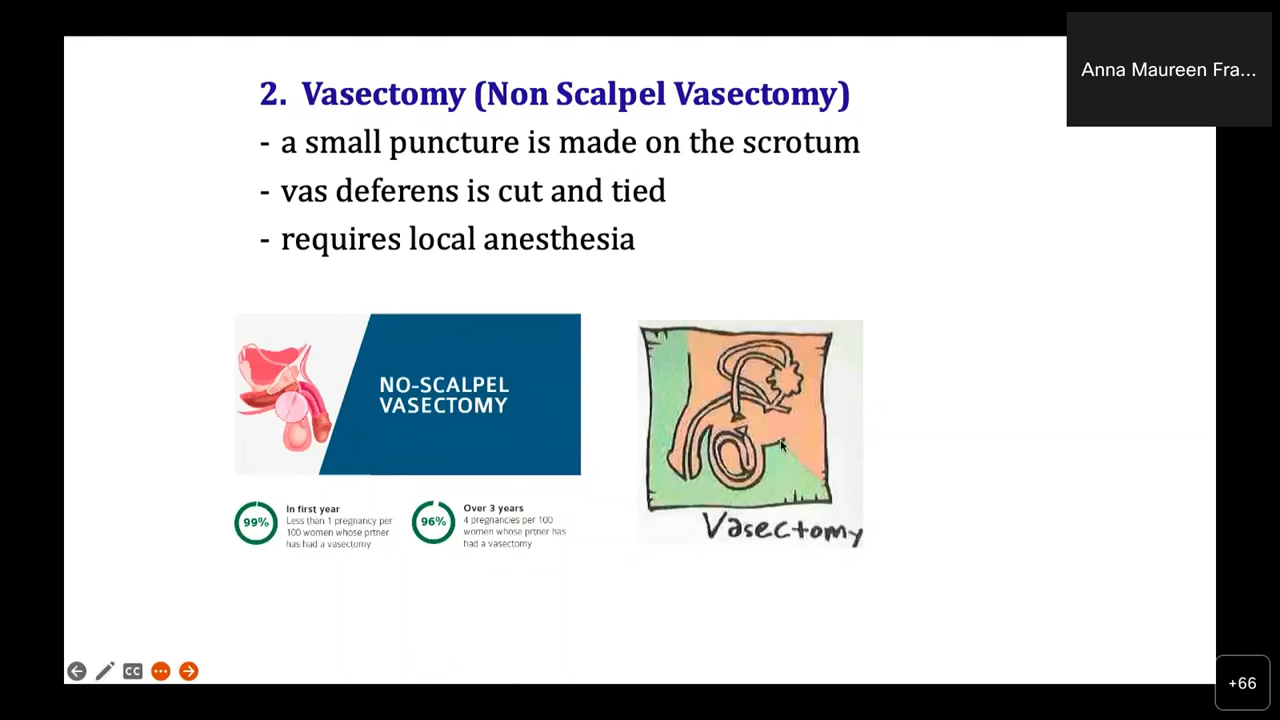 Anna Maureen Fra...
2. Vasectomy (Non Scalpel Vasectomy)
- a small puncture is made on the scrotum
- vas deferens is cut and tied
- requires local anesthesia
NO-SCALPEL
VASECTOMY
99%
In first year
Less than 1 pregnancy per
100 women whose prtner
has had a vasectomy
96%
Over 3 years
4 pregnancies per 100
women whose prtner has
had a vasectomy
Vasectomy
CC
+66